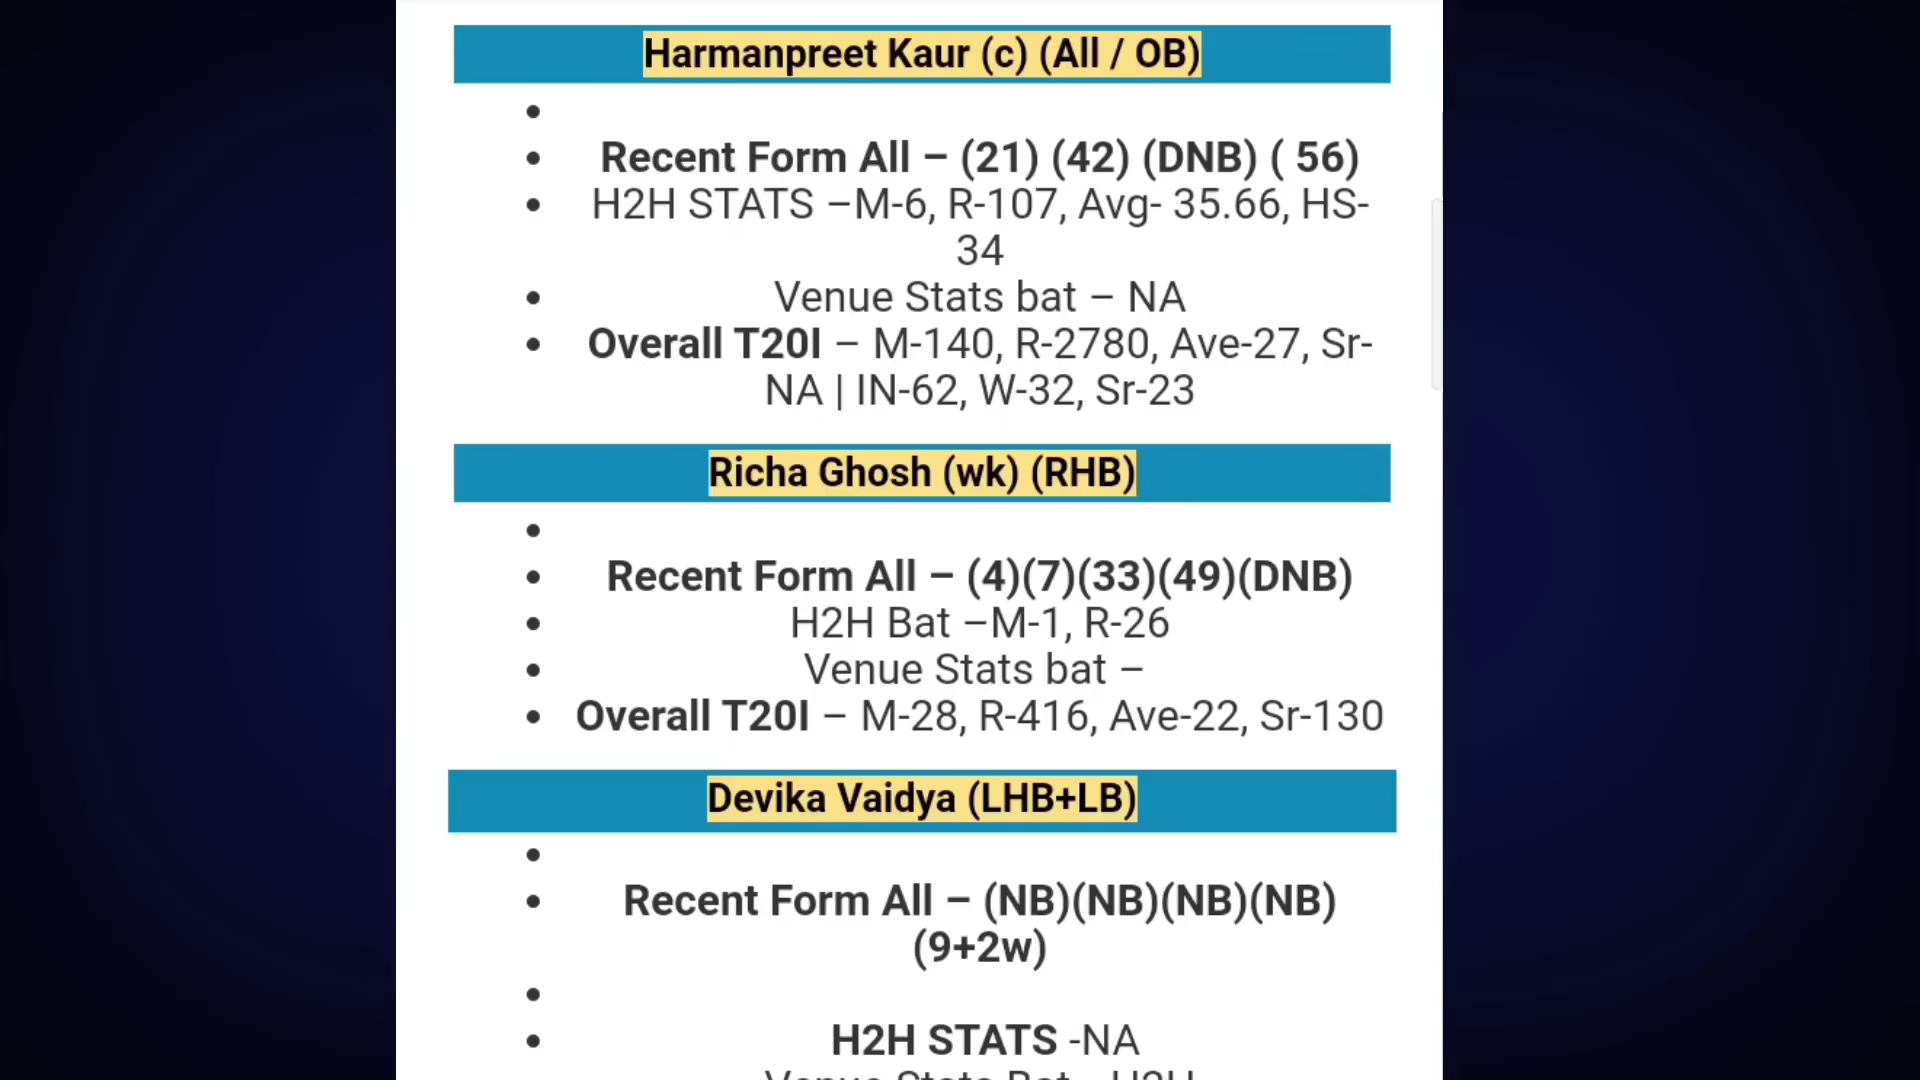 Harmanpreet Kaur (c) (All / OB)
Recent Form All – (21) (42) (DNB) ( 56)
H2H STATS –M-6, R-107, Avg- 35.66, HS-
34
Venue Stats bat – NA
Overall T20I – M-140, R-2780, Ave-27, Sr-
NA | IN-62, W-32, Sr-23
Richa Ghosh (wk) (RHB)
Recent Form All – (4)(7)(33)(49)(DNB)
H2H Bat –M-1, R-26
Venue Stats bat –
Overall T20I – M-28, R-416, Ave-22, Sr-130
Devika Vaidya (LHB+LB)
Recent Form All – (NB)(NB)(NB)(NB)
(9+2w)
H2H STATS -NA
Venue Stats Bat – H2H